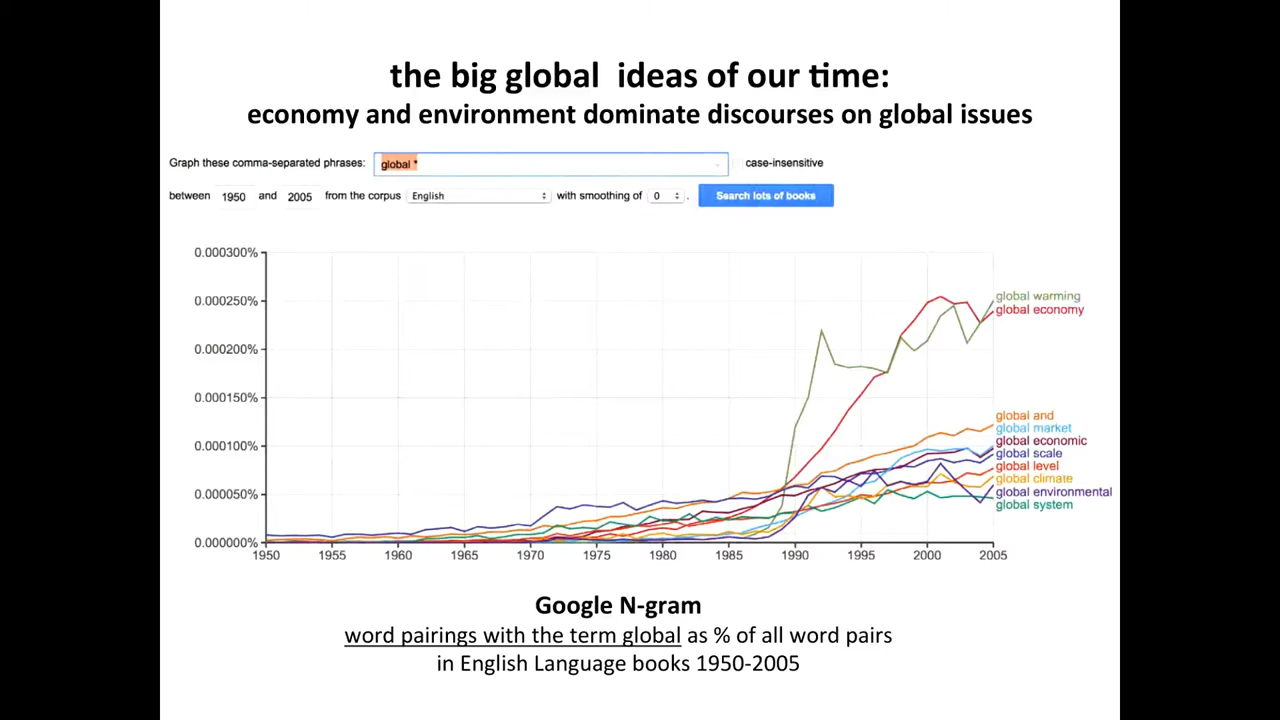 the big global ideas of our time:
economy and environment dominate discourses on global issues
Graph these comma-separated phrases: global * case-insensitive
between 1950 and 2005 from the corpus English with smoothing of 0 . Search lots of books
0.000300%
0.000250%
0.000200%
0.000150%
0.000100%
0.000050%
0.000000%
1950 1955 1960 1965 1970 1975 1980 1985 1990 1995 2000 2005
global warming
global economy
global and
global market
global economic
global scale
global level
global climate
global environmental
global system
Google N-gram
word pairings with the term global as % of all word pairs
in English Language books 1950-2005